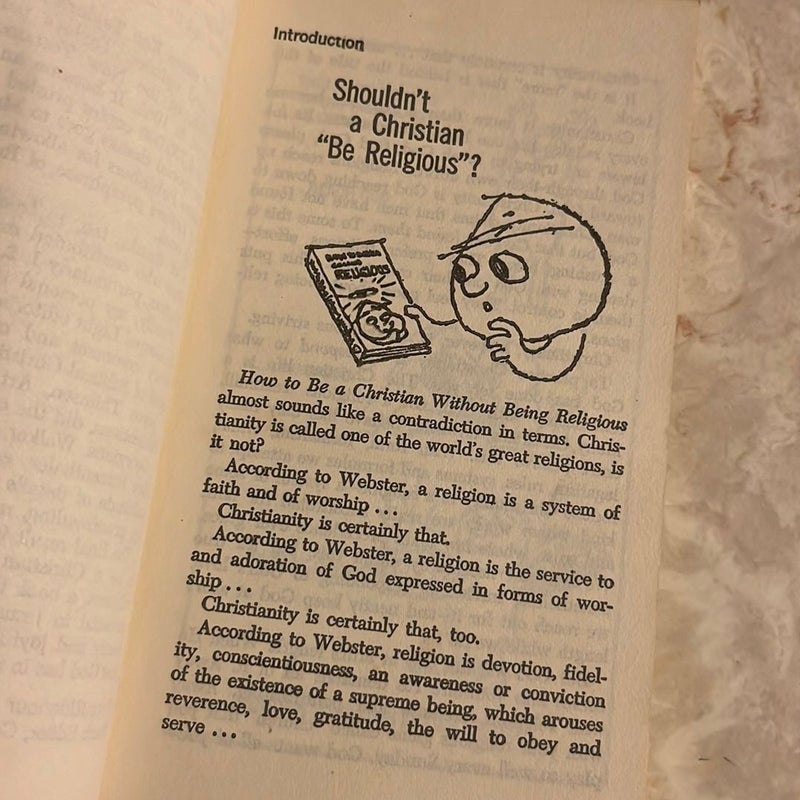 Introduction
Shouldn't
a Christian
"Be Religious"?
RELIGIOUS
How to Be a Christian Without Being Religious
almost sounds like a contradiction in terms. Chris-
tianity is called one of the world's great religions, is
it not?
According to Webster, a religion is a system of
faith and of worship ...
Christianity is certainly that.
According to Webster, a religion is the service to
and adoration of God expressed in forms of wor-
ship ...
Christianity is certainly that, too.
According to Webster, religion is devotion, fidel-
ity, conscientiousness, an awareness or conviction
of the existence of a supreme being, which arouses
reverence, love, gratitude, the will to obey and
serve ...